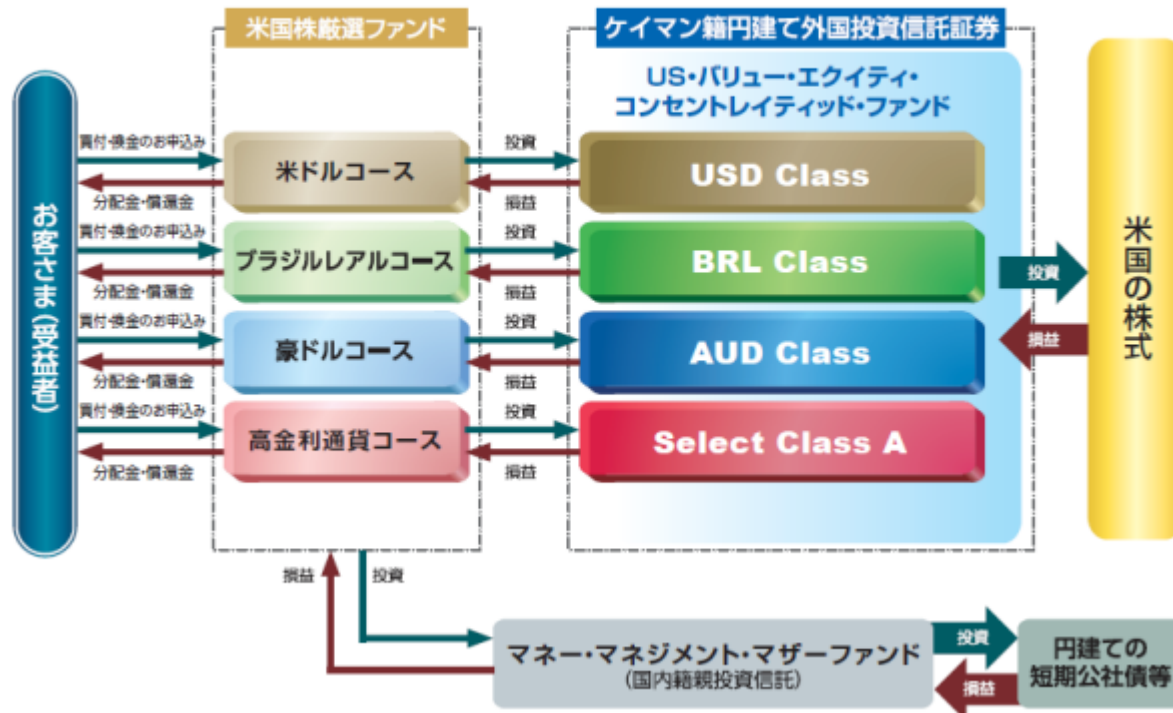 米国株厳選ファンド
ケイマン籍円建て外国投資信託証券
US・バリュー・エクイティ・
コンセントレイティッド・ファンド
お客さま(受益者)
買付・換金のお申込み
分配金・償還金
米ドルコース
投資
損益
USD Class
買付・換金のお申込み
分配金・償還金
ブラジルレアルコース
投資
損益
BRL Class
買付・換金のお申込み
分配金・償還金
豪ドルコース
投資
損益
AUD Class
買付・換金のお申込み
分配金・償還金
高金利通貨コース
投資
損益
Select Class A
投資
損益
米国の株式
損益
投資
マネー・マネジメント・マザーファンド
(国内籍親投資信託)
投資
損益
円建ての
短期公社債等